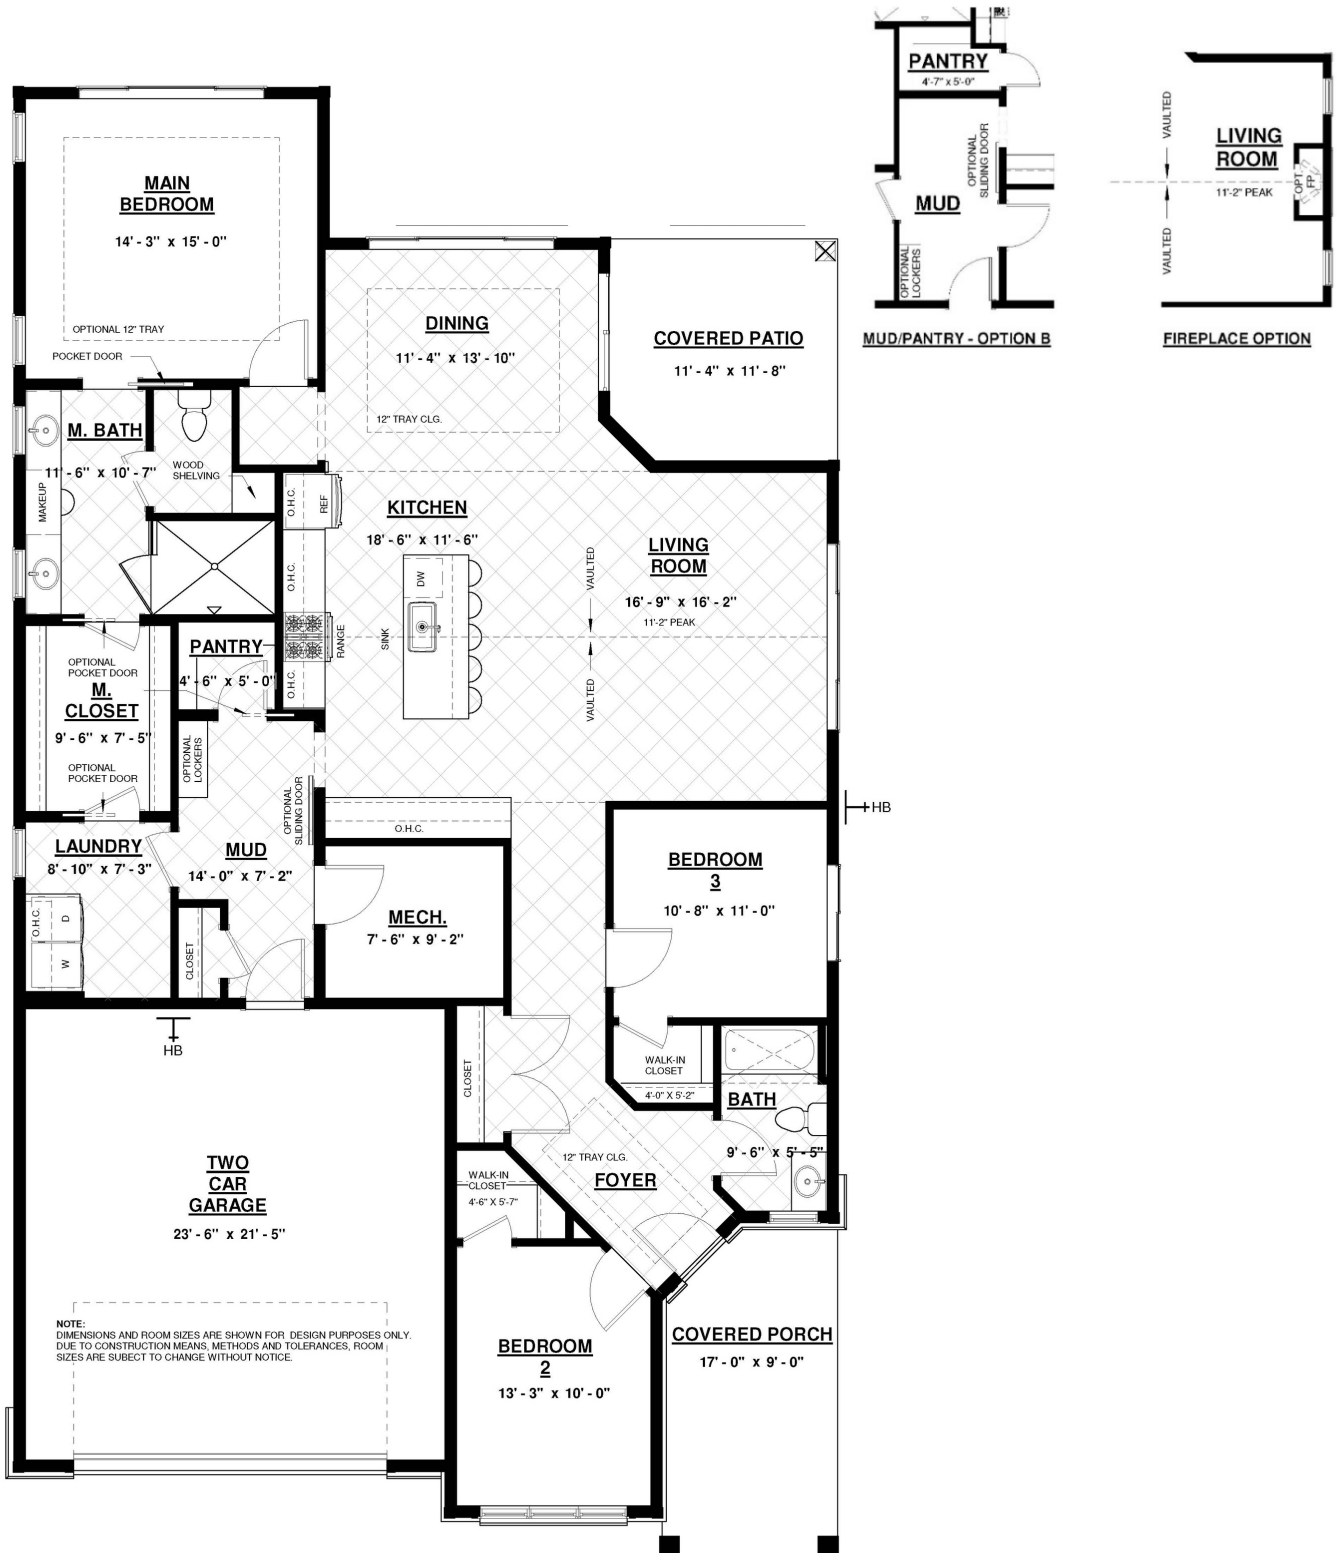 MAIN
BEDROOM
14' - 3" x 15' - 0"
OPTIONAL 12" TRAY
POCKET DOOR
DINING
11' - 4" x 13' - 10"
12" TRAY CLG.
COVERED PATIO
11' - 4" x 11' - 8"
M. BATH
11' - 6" x 10' - 7"
MAKEUP
WOOD
SHELVING
O.H.C.
REF
KITCHEN
18' - 6" x 11' - 6"
O.H.C.
DW
SINK
RANGE
O.H.C.
LIVING
ROOM
16' - 9" x 16' - 2"
11'-2" PEAK
VAULTED
VAULTED
PANTRY
4' - 6" x 5' - 0"
OPTIONAL
POCKET DOOR
M.
CLOSET
9' - 6" x 7' - 5"
OPTIONAL
POCKET DOOR
OPTIONAL
LOCKERS
OPTIONAL
SLIDING DOOR
O.H.C.
HB
LAUNDRY
8' - 10" x 7' - 3"
O.H.C.
D
W
MUD
14' - 0" x 7' - 2"
CLOSET
MECH.
7' - 6" x 9' - 2"
BEDROOM
3
10' - 8" x 11' - 0"
HB
CLOSET
WALK-IN
CLOSET
4'-0" X 5'-2"
BATH
9' - 6" x 5' - 5"
12" TRAY CLG.
FOYER
WALK-IN
CLOSET
4'-6" X 5'-7"
TWO
CAR
GARAGE
23' - 6" x 21' - 5"
NOTE:
DIMENSIONS AND ROOM SIZES ARE SHOWN FOR DESIGN PURPOSES ONLY.
DUE TO CONSTRUCTION MEANS, METHODS AND TOLERANCES, ROOM
SIZES ARE SUBECT TO CHANGE WITHOUT NOTICE.
BEDROOM
2
13' - 3" x 10' - 0"
COVERED PORCH
17' - 0" x 9' - 0"
PANTRY
4'-7" x 5'-0"
OPTIONAL
SLIDING DOOR
MUD
OPTIONAL
LOCKERS
MUD/PANTRY - OPTION B
VAULTED
LIVING
ROOM
11'-2" PEAK
OPT.
FP
VAULTED
FIREPLACE OPTION